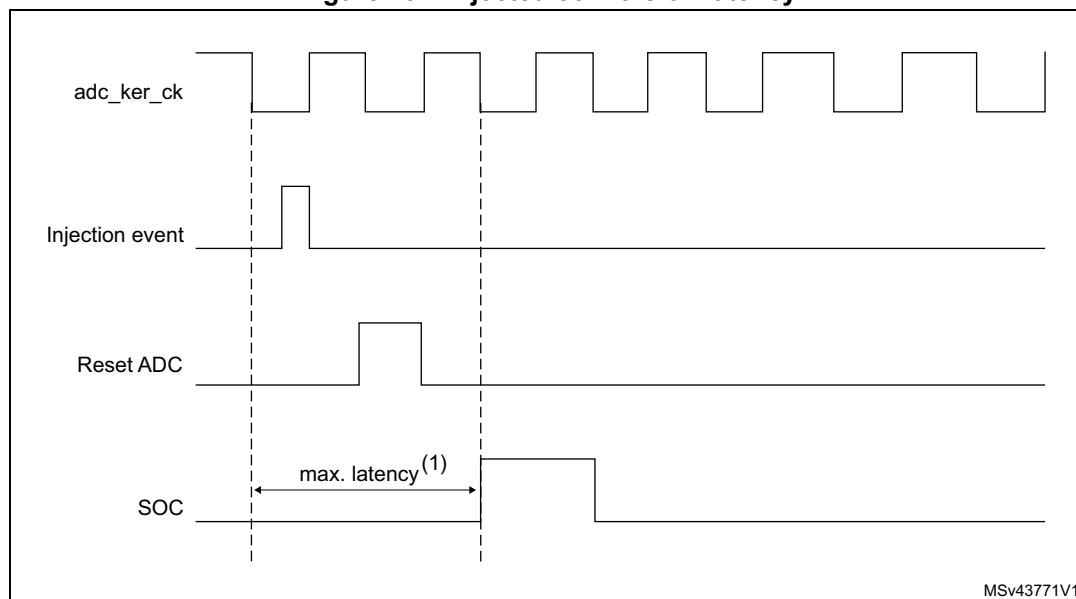 adc_ker_ck
Injection event
Reset ADC
max. latency(1)
SOC
MSv43771V1